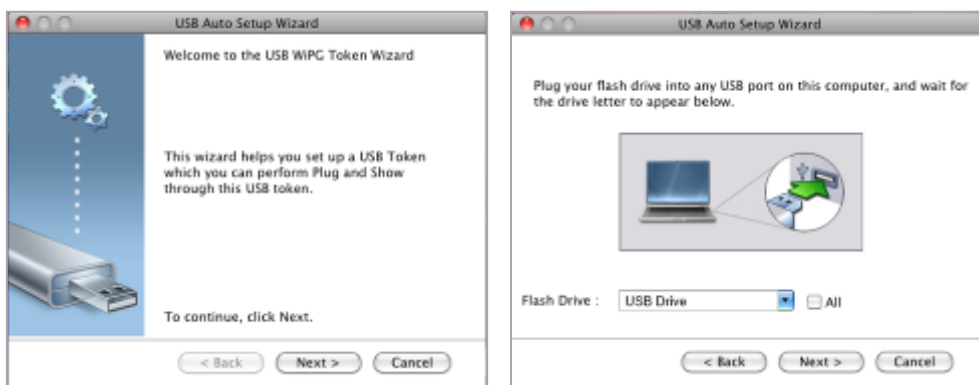 USB Auto Setup Wizard
Welcome to the USB WiPG Token Wizard
This wizard helps you set up a USB Token
which you can perform Plug and Show
through this USB token.
To continue, click Next.
< Back Next > Cancel
USB Auto Setup Wizard
Plug your flash drive into any USB port on this computer, and wait for
the drive letter to appear below.
Flash Drive : USB Drive All
< Back Next > Cancel